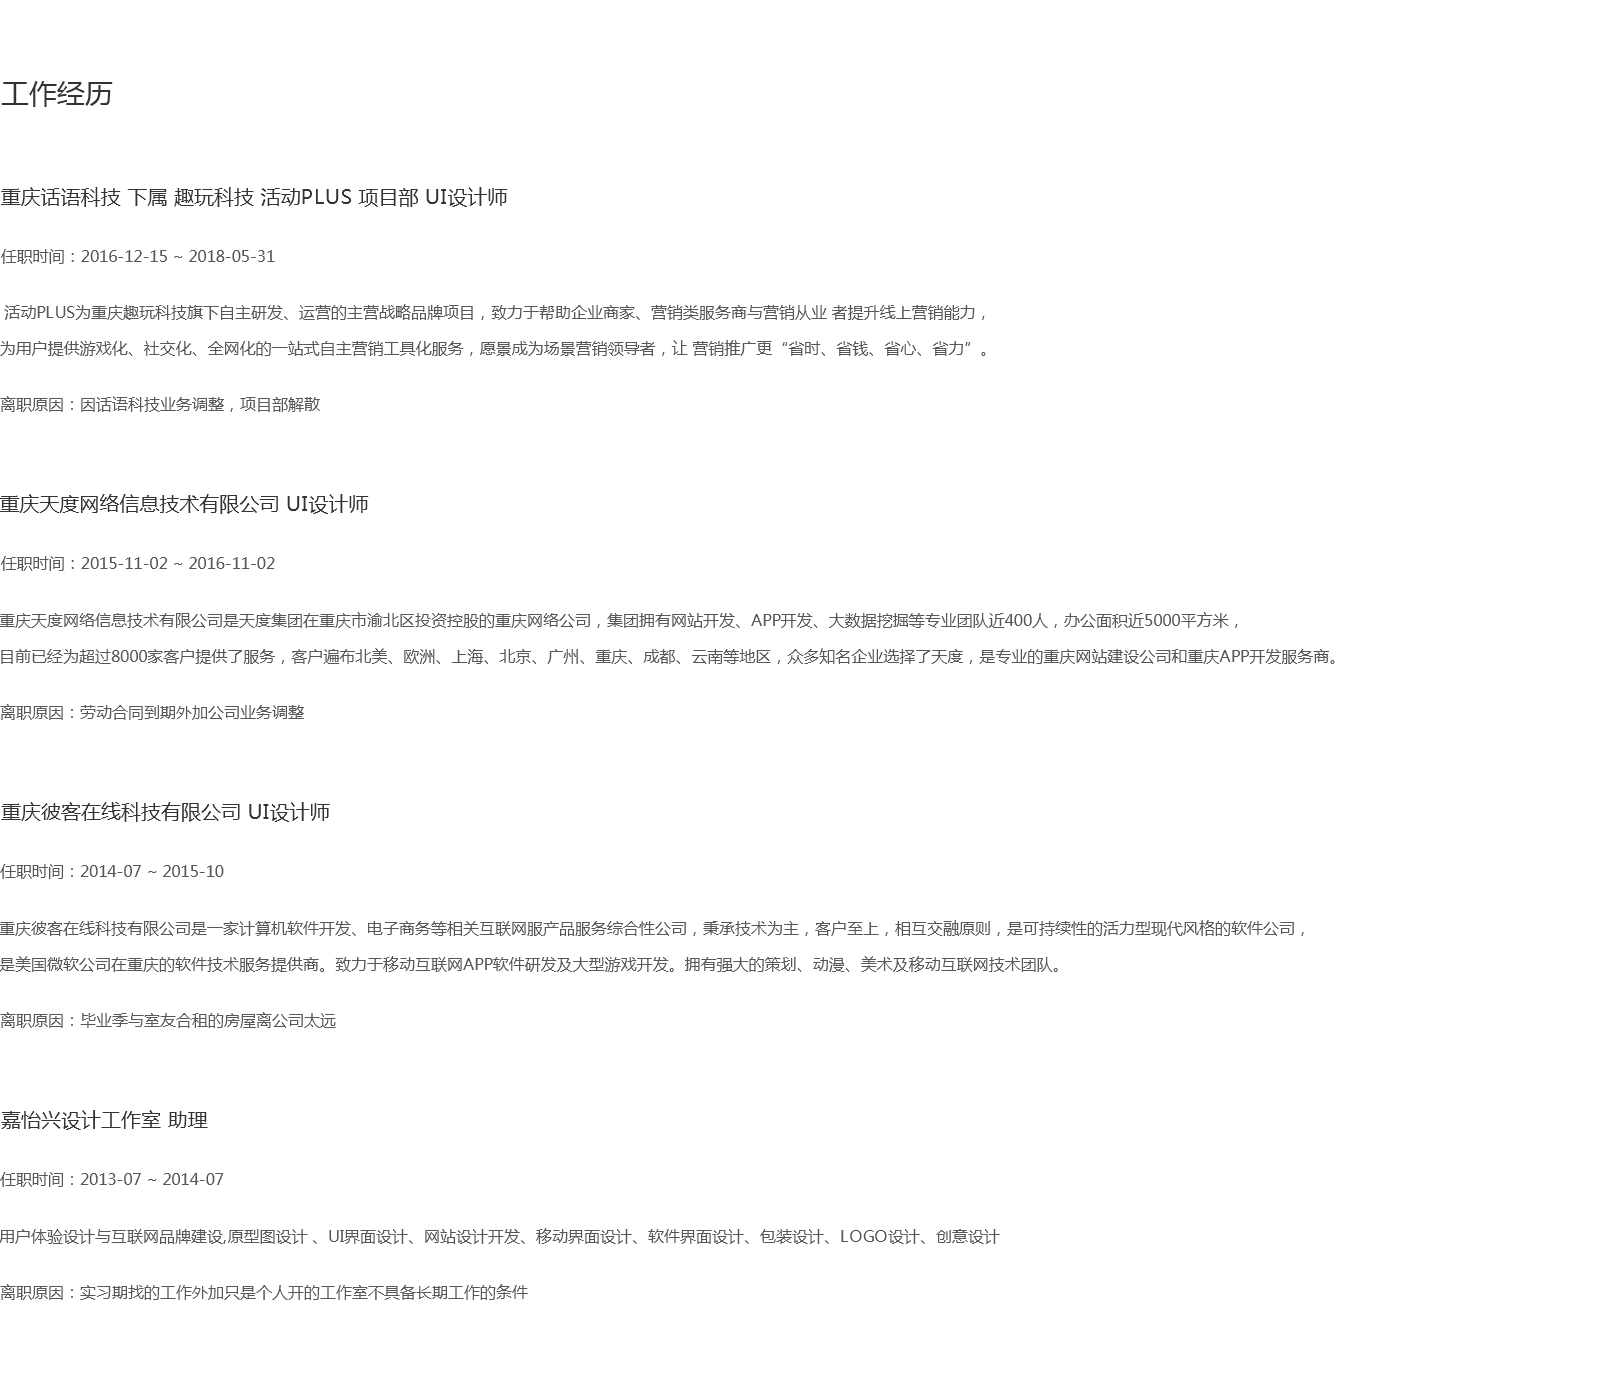 工作经历
重庆话语科技 下属 趣玩科技 活动PLUS 项目部 UI设计师
任职时间：2016-12-15 ~ 2018-05-31
活动PLUS为重庆趣玩科技旗下自主研发、运营的主营战略品牌项目，致力于帮助企业商家、营销类服务商与营销从业 者提升线上营销能力，
为用户提供游戏化、社交化、全网化的一站式自主营销工具化服务，愿景成为场景营销领导者，让 营销推广更“省时、省钱、省心、省力”。
离职原因：因话语科技业务调整，项目部解散
重庆天度网络信息技术有限公司 UI设计师
任职时间：2015-11-02 ~ 2016-11-02
重庆天度网络信息技术有限公司是天度集团在重庆市渝北区投资控股的重庆网络公司，集团拥有网站开发、APP开发、大数据挖掘等专业团队近400人，办公面积近5000平方米，
目前已经为超过8000家客户提供了服务，客户遍布北美、欧洲、上海、北京、广州、重庆、成都、云南等地区，众多知名企业选择了天度，是专业的重庆网站建设公司和重庆APP开发服务商。
离职原因：劳动合同到期外加公司业务调整
重庆彼客在线科技有限公司 UI设计师
任职时间：2014-07 ~ 2015-10
重庆彼客在线科技有限公司是一家计算机软件开发、电子商务等相关互联网服产品服务综合性公司，秉承技术为主，客户至上，相互交融原则，是可持续性的活力型现代风格的软件公司，
是美国微软公司在重庆的软件技术服务提供商。致力于移动互联网APP软件研发及大型游戏开发。拥有强大的策划、动漫、美术及移动互联网技术团队。
离职原因：毕业季与室友合租的房屋离公司太远
嘉怡兴设计工作室 助理
任职时间：2013-07 ~ 2014-07
用户体验设计与互联网品牌建设,原型图设计 、UI界面设计、网站设计开发、移动界面设计、软件界面设计、包装设计、LOGO设计、创意设计
离职原因：实习期找的工作外加只是个人开的工作室不具备长期工作的条件